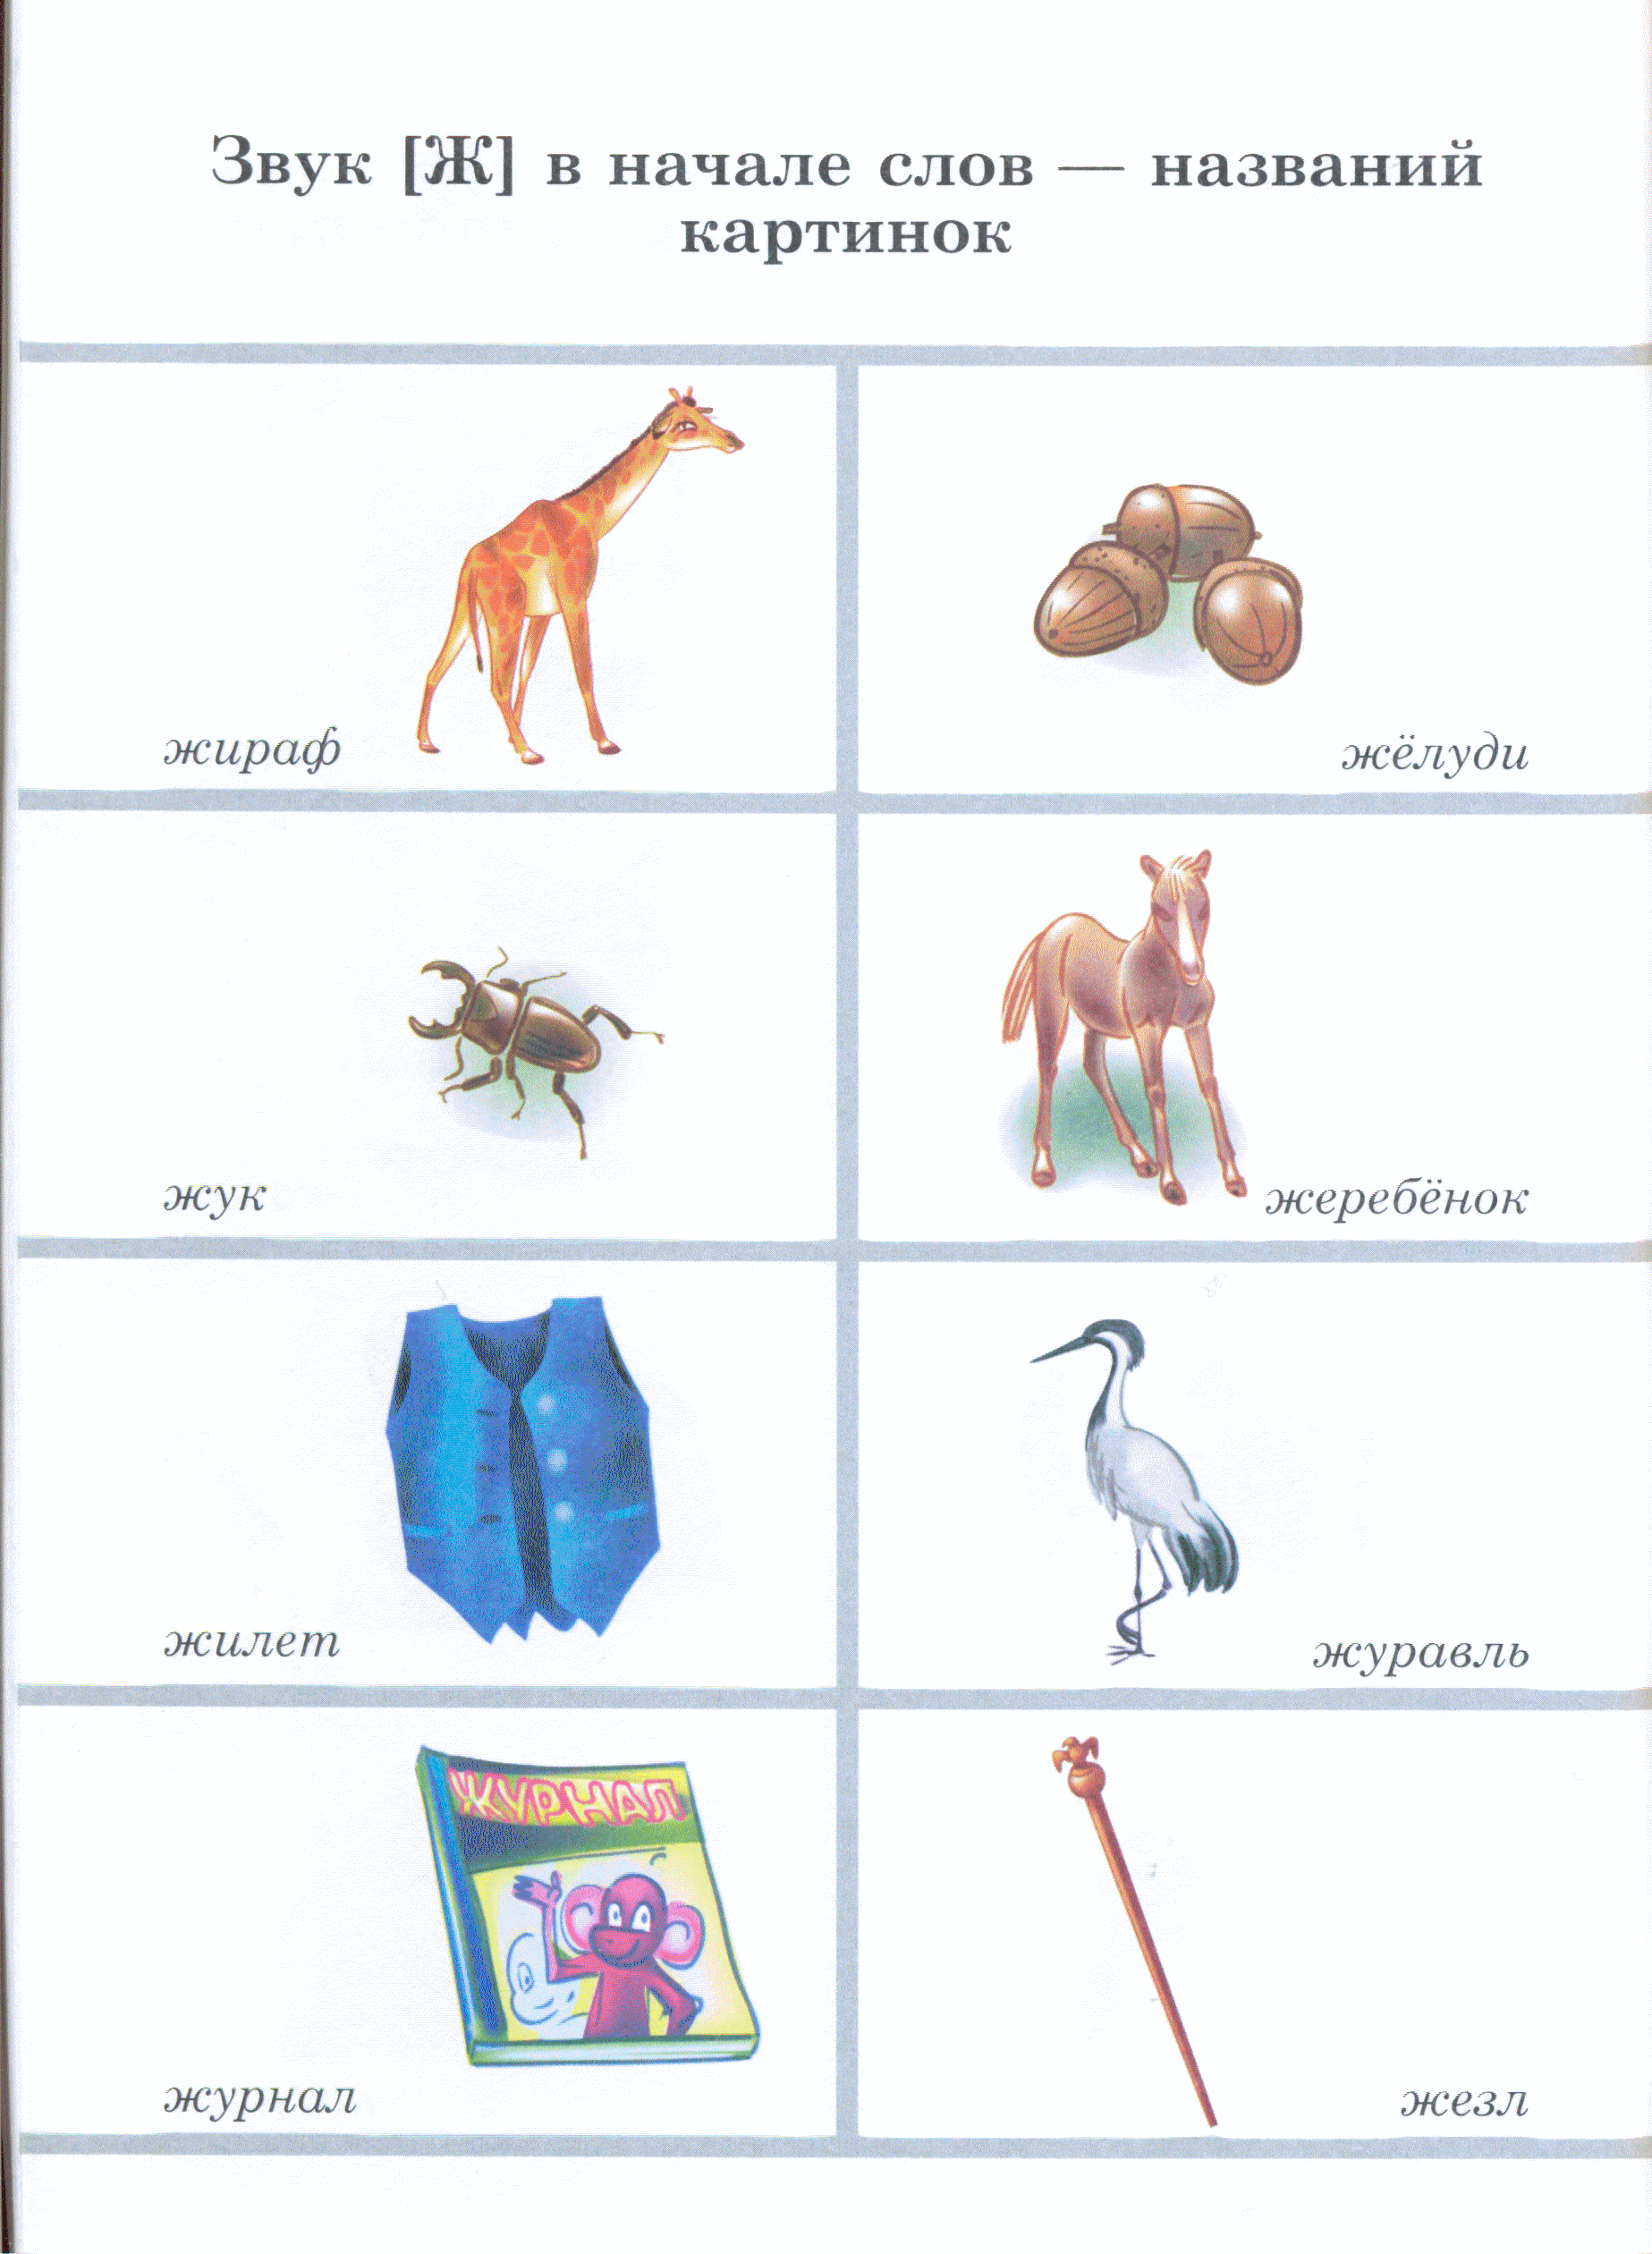 Звук [Ж] в начале слов — названий
картинок
жираф
жёлуди
жук
жеребёнок
жилет
журавль
ЖУРНАЛ
журнал
жезл